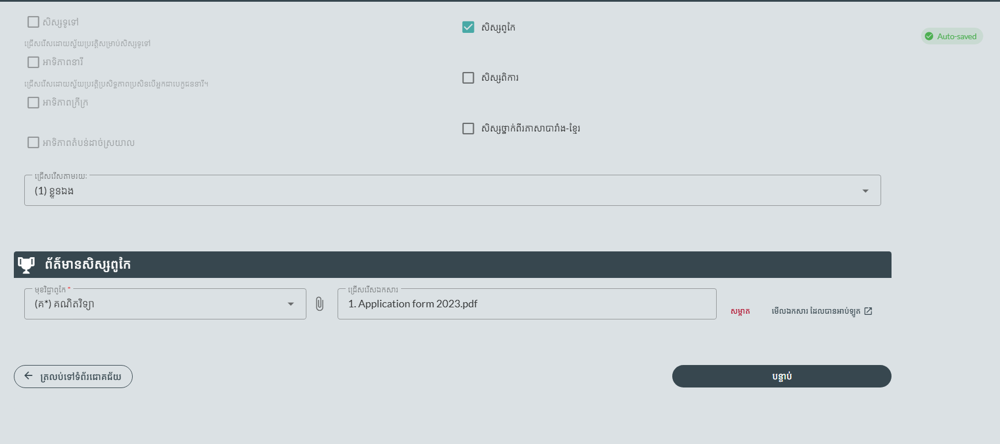 សិស្សទូទៅ
ជ្រើសរើសដោយស្វ័យប្រវត្តិសម្រាប់សិស្សទូទៅ
អាទិភាពនារី
ជ្រើសរើសដោយស្វ័យប្រវត្តិប្រសិទ្ធភាពប្រសិនបើអ្នកជាបេក្ខជននារី។
អាទិភាពក្រីក្រ
អាទិភាពតំបន់ដាច់ស្រយាល
សិស្សពូកែ
សិស្សពិការ
សិស្សថ្នាក់ពីរភាសាបារាំង-ខ្មែរ
Auto-saved
ជ្រើសរើសតាមរយៈ
(1) ខ្លួនឯង
ព័ត៌មានសិស្សពូកែ
មុខវិជ្ជាពូកែ *
(គ*) គណិតវិទ្យា
ជ្រើសរើសឯកសារ
1. Application form 2023.pdf
សម្អាត
មើលឯកសារ ដែលបានអាប់ឡូត
ត្រលប់ទៅទំព័រជោគជ័យ
បន្ទាប់